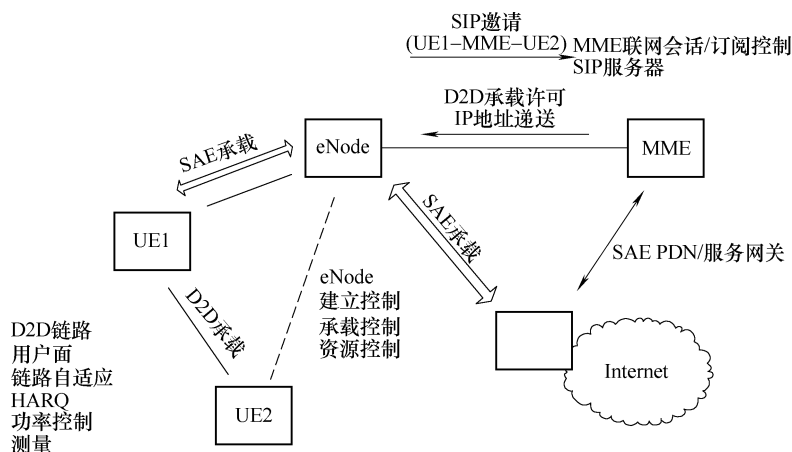 SIP邀请
(UE1–MME–UE2)
MME联网会话/订阅控制
SIP服务器
D2D承载许可
IP地址递送
SAE承载
eNode
MME
SAE承载
UE1
SAE PDN/服务网关
eNode
建立控制
承载控制
资源控制
D2D承载
D2D链路
用户面
链路自适应
HARQ
功率控制
测量
UE2
Internet